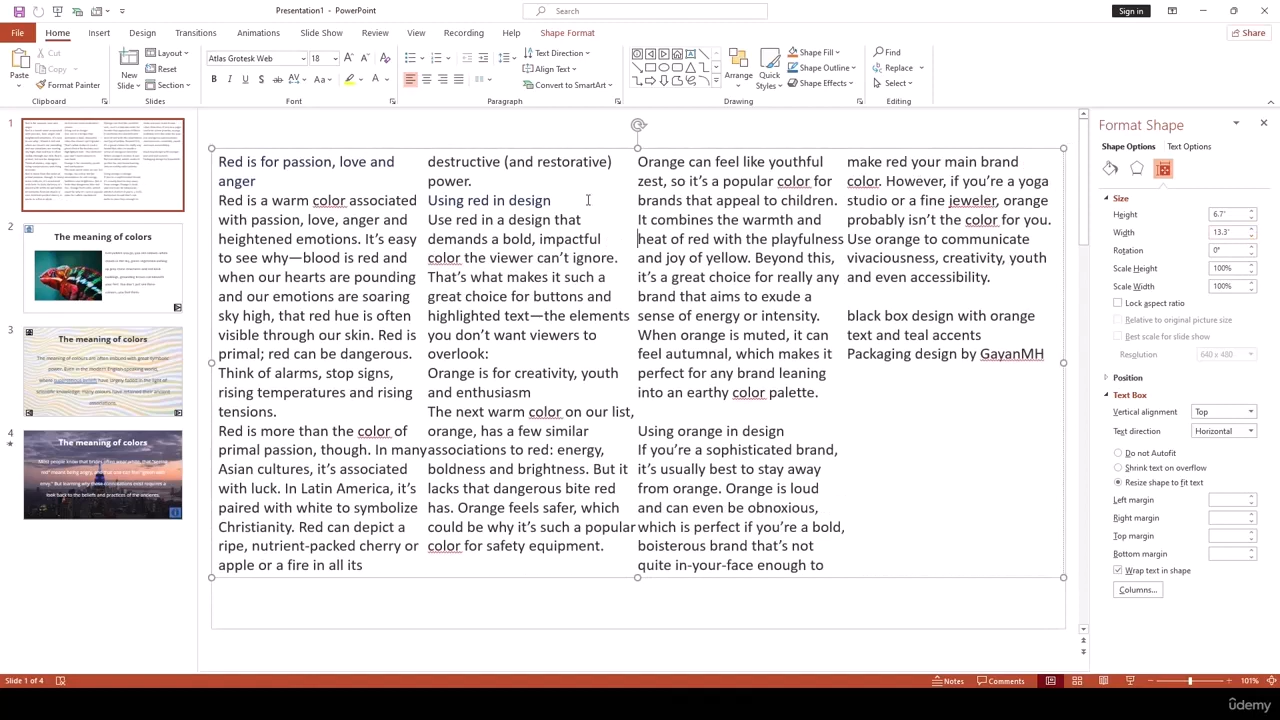 Presentation1 - PowerPoint
Search
Sign in
File
Home
Insert
Design
Transitions
Animations
Slide Show
Review
View
Recording
Help
Shape Format
Share
Paste
Cut
Copy
Format Painter
Clipboard
New
Slide
Layout
Reset
Section
Slides
Atlas Grotesk Web
18
Font
Text Direction
Align Text
Convert to SmartArt
Paragraph
Arrange
Quick
Styles
Shape Fill
Shape Outline
Shape Effects
Drawing
Find
Replace
Select
Editing
1
2
The meaning of colors
3
The meaning of colors
4
The meaning of colors
Red is for passion, love and
anger
Red is a warm color associated
with passion, love, anger and
heightened emotions. It's easy
to see why—blood is red and
when our hearts are pounding
and our emotions are soaring
sky high, that red hue is often
visible through our skin. Red is
primal; red can be dangerous.
Think of alarms, stop signs,
rising temperatures and rising
tensions.
Red is more than the color of
primal passion, though. In many
Asian cultures, it's associated
with luck. In the West, it's
paired with white to symbolize
Christianity. Red can depict a
ripe, nutrient-packed cherry or
apple or a fire in all its
destructive (and restorative)
power.
Using red in design
Use red in a design that
demands a bold, impactful
color the viewer can't ignore.
That's what makes it such a
great choice for buttons and
highlighted text—the elements
you don't want viewers to
overlook.
Orange is for creativity, youth
and enthusiasm
The next warm color on our list,
orange, has a few similar
associations as red: energy,
boldness and brightness. But it
lacks the aggression that red
has. Orange feels safer, which
could be why it's such a popular
color for safety equipment.
Orange can feel like youthful
zest, so it's a natural fit for
brands that appeal to children.
It combines the warmth and
heat of red with the playfulness
and joy of yellow. Beyond kids,
it's a great choice for any
brand that aims to exude a
sense of energy or intensity.
When orange is muted, it can
feel autumnal, which makes it
perfect for any brand leaning
into an earthy color palette.
Using orange in design
If you're a sophisticated brand,
it's usually best to stay away
from orange. Orange is loud
and can even be obnoxious,
which is perfect if you're a bold,
boisterous brand that's not
quite in-your-face enough to
make red your main brand
color. However, if you're a yoga
studio or a fine jeweler, orange
probably isn't the color for you.
Use orange to communicate
vivaciousness, creativity, youth
and even accessibility.
black box design with orange
text and teal accents
Packaging design by GayanMH
Format Shape
Shape Options
Text Options
Size
Height
6.7'
Width
13.3'
Rotation
0°
Scale Height
100%
Scale Width
100%
Lock aspect ratio
Relative to original picture size
Best scale for slide show
Resolution
640 x 480
Position
Text Box
Vertical alignment
Top
Text direction
Horizontal
Do not Autofit
Shrink text on overflow
Resize shape to fit text
Left margin
Right margin
Top margin
Bottom margin
Wrap text in shape
Columns...
Slide 1 of 4
Notes
Comments
101%
ûdemy